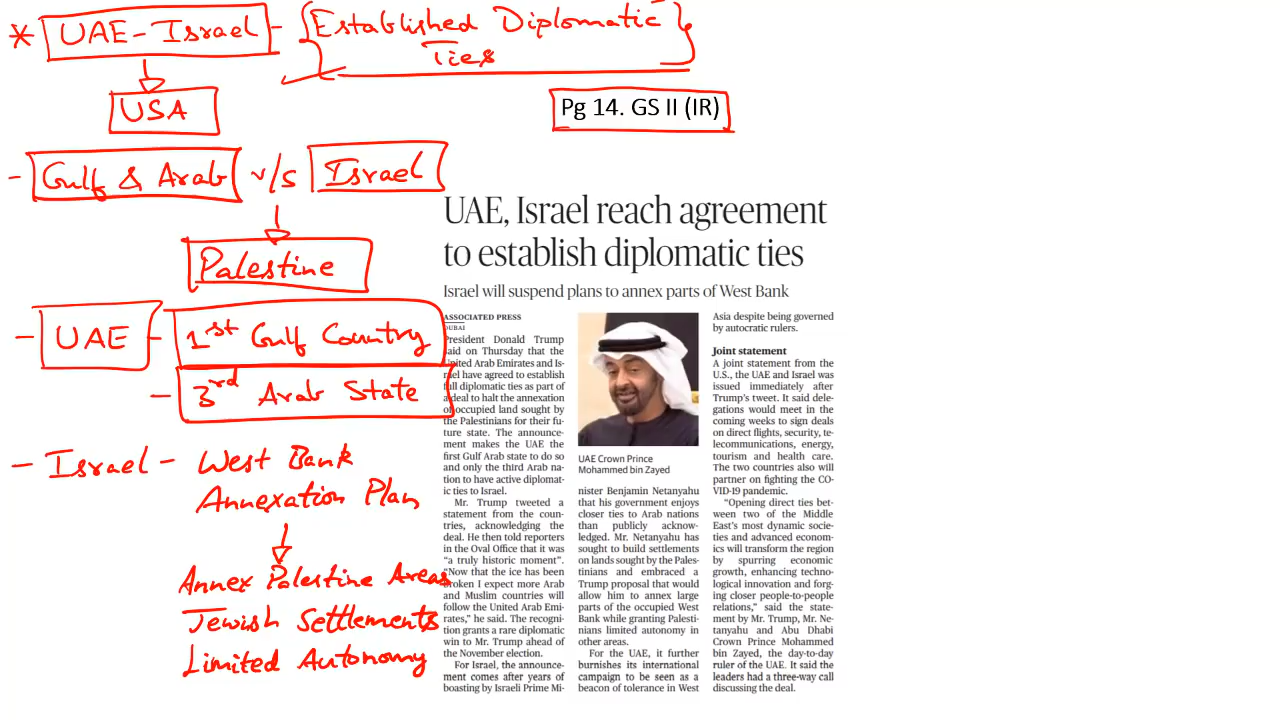 * UAE-Israel - {Established Diplomatic
Ties}
USA
Pg 14. GS II (IR)
- Gulf & Arab v/s Israel
Palestine
- UAE - 1st Gulf Country
- 3rd Arab State
- Israel - West Bank
Annexation Plan
Annex Palestine Areas
Jewish Settlements
Limited Autonomy
UAE, Israel reach agreement
to establish diplomatic ties
Israel will suspend plans to annex parts of West Bank
ASSOCIATED PRESS
DUBAI
President Donald Trump
said on Thursday that the
United Arab Emirates and Is-
rael have agreed to establish
full diplomatic ties as part of
a deal to halt the annexation
of occupied land sought by
the Palestinians for their fu-
ture state. The announce-
ment makes the UAE the
first Gulf Arab state to do so
and only the third Arab na-
tion to have active diplomat-
ic ties to Israel.
Mr. Trump tweeted a
statement from the coun-
tries, acknowledging the
deal. He then told reporters
in the Oval Office that it was
"a truly historic moment".
"Now that the ice has been
broken I expect more Arab
and Muslim countries will
follow the United Arab Emi-
rates," he said. The recogni-
tion grants a rare diplomatic
win to Mr. Trump ahead of
the November election.
For Israel, the announce-
ment comes after years of
boasting by Israeli Prime Mi-
UAE Crown Prince
Mohammed bin Zayed
nister Benjamin Netanyahu
that his government enjoys
closer ties to Arab nations
than publicly acknow-
ledged. Mr. Netanyahu has
sought to build settlements
on lands sought by the Pales-
tinians and embraced a
Trump proposal that would
allow him to annex large
parts of the occupied West
Bank while granting Palesti-
nians limited autonomy in
other areas.
For the UAE, it further
burnishes its international
campaign to be seen as a
beacon of tolerance in West
Asia despite being governed
by autocratic rulers.
Joint statement
A joint statement from the
U.S., the UAE and Israel was
issued immediately after
Trump's tweet. It said dele-
gations would meet in the
coming weeks to sign deals
on direct flights, security, te-
lecommunications, energy,
tourism and health care.
The two countries also will
partner on fighting the CO-
VID-19 pandemic.
"Opening direct ties bet-
ween two of the Middle
East's most dynamic socie-
ties and advanced econom-
ics will transform the region
by spurring economic
growth, enhancing techno-
logical innovation and forg-
ing closer people-to-people
relations," said the state-
ment by Mr. Trump, Mr. Ne-
tanyahu and Abu Dhabi
Crown Prince Mohammed
bin Zayed, the day-to-day
ruler of the UAE. It said the
leaders had a three-way call
discussing the deal.